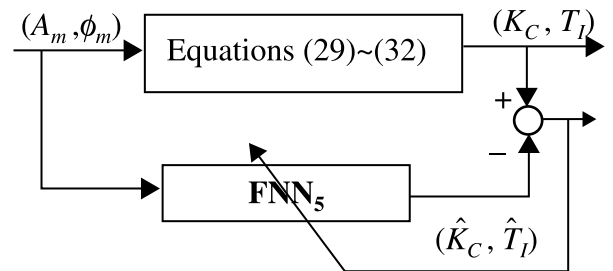 (A_m, ϕ_m)
(K_C, T_I)
Equations (29)~(32)
+
−
FNN_5
(K̂_C, T̂_I)